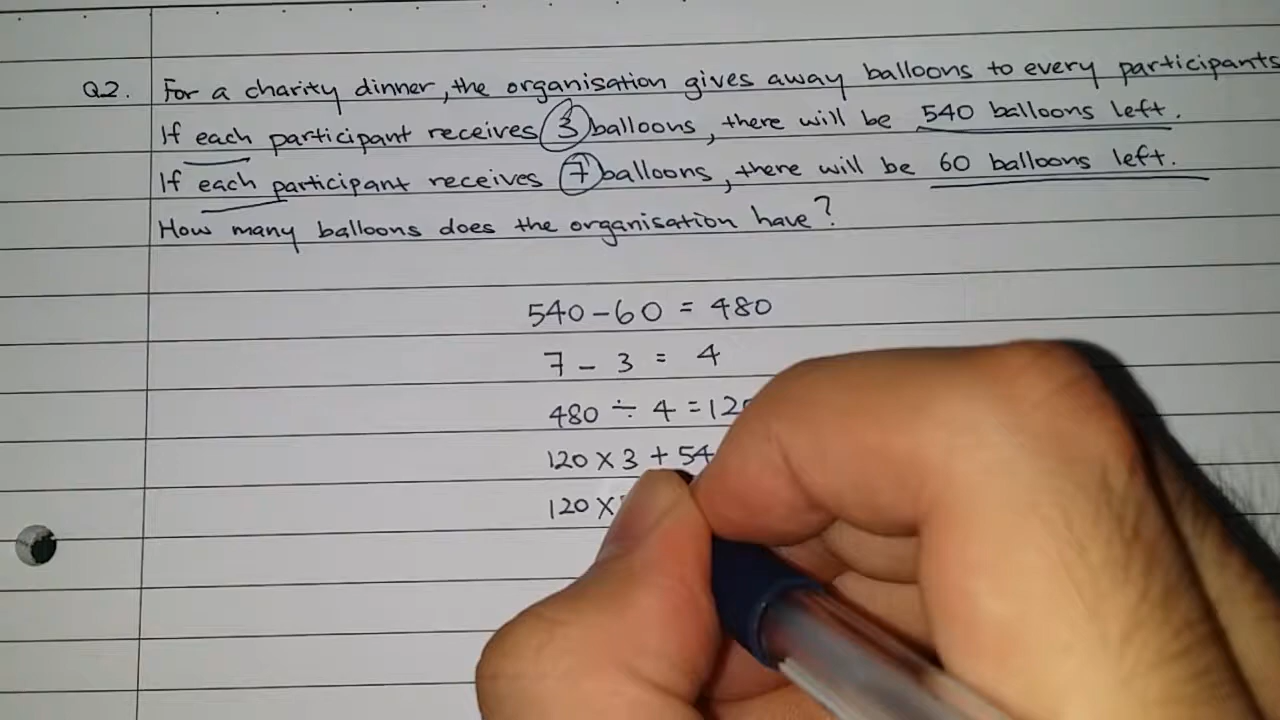 Q2. For a charity dinner, the organisation gives away balloons to every participants
If each participant receives 3 balloons, there will be 540 balloons left.
If each participant receives 7 balloons, there will be 60 balloons left.
How many balloons does the organisation have?
540 - 60 = 480
7 - 3 = 4
480 ÷ 4 = 12
120 × 3 + 54
120 ×